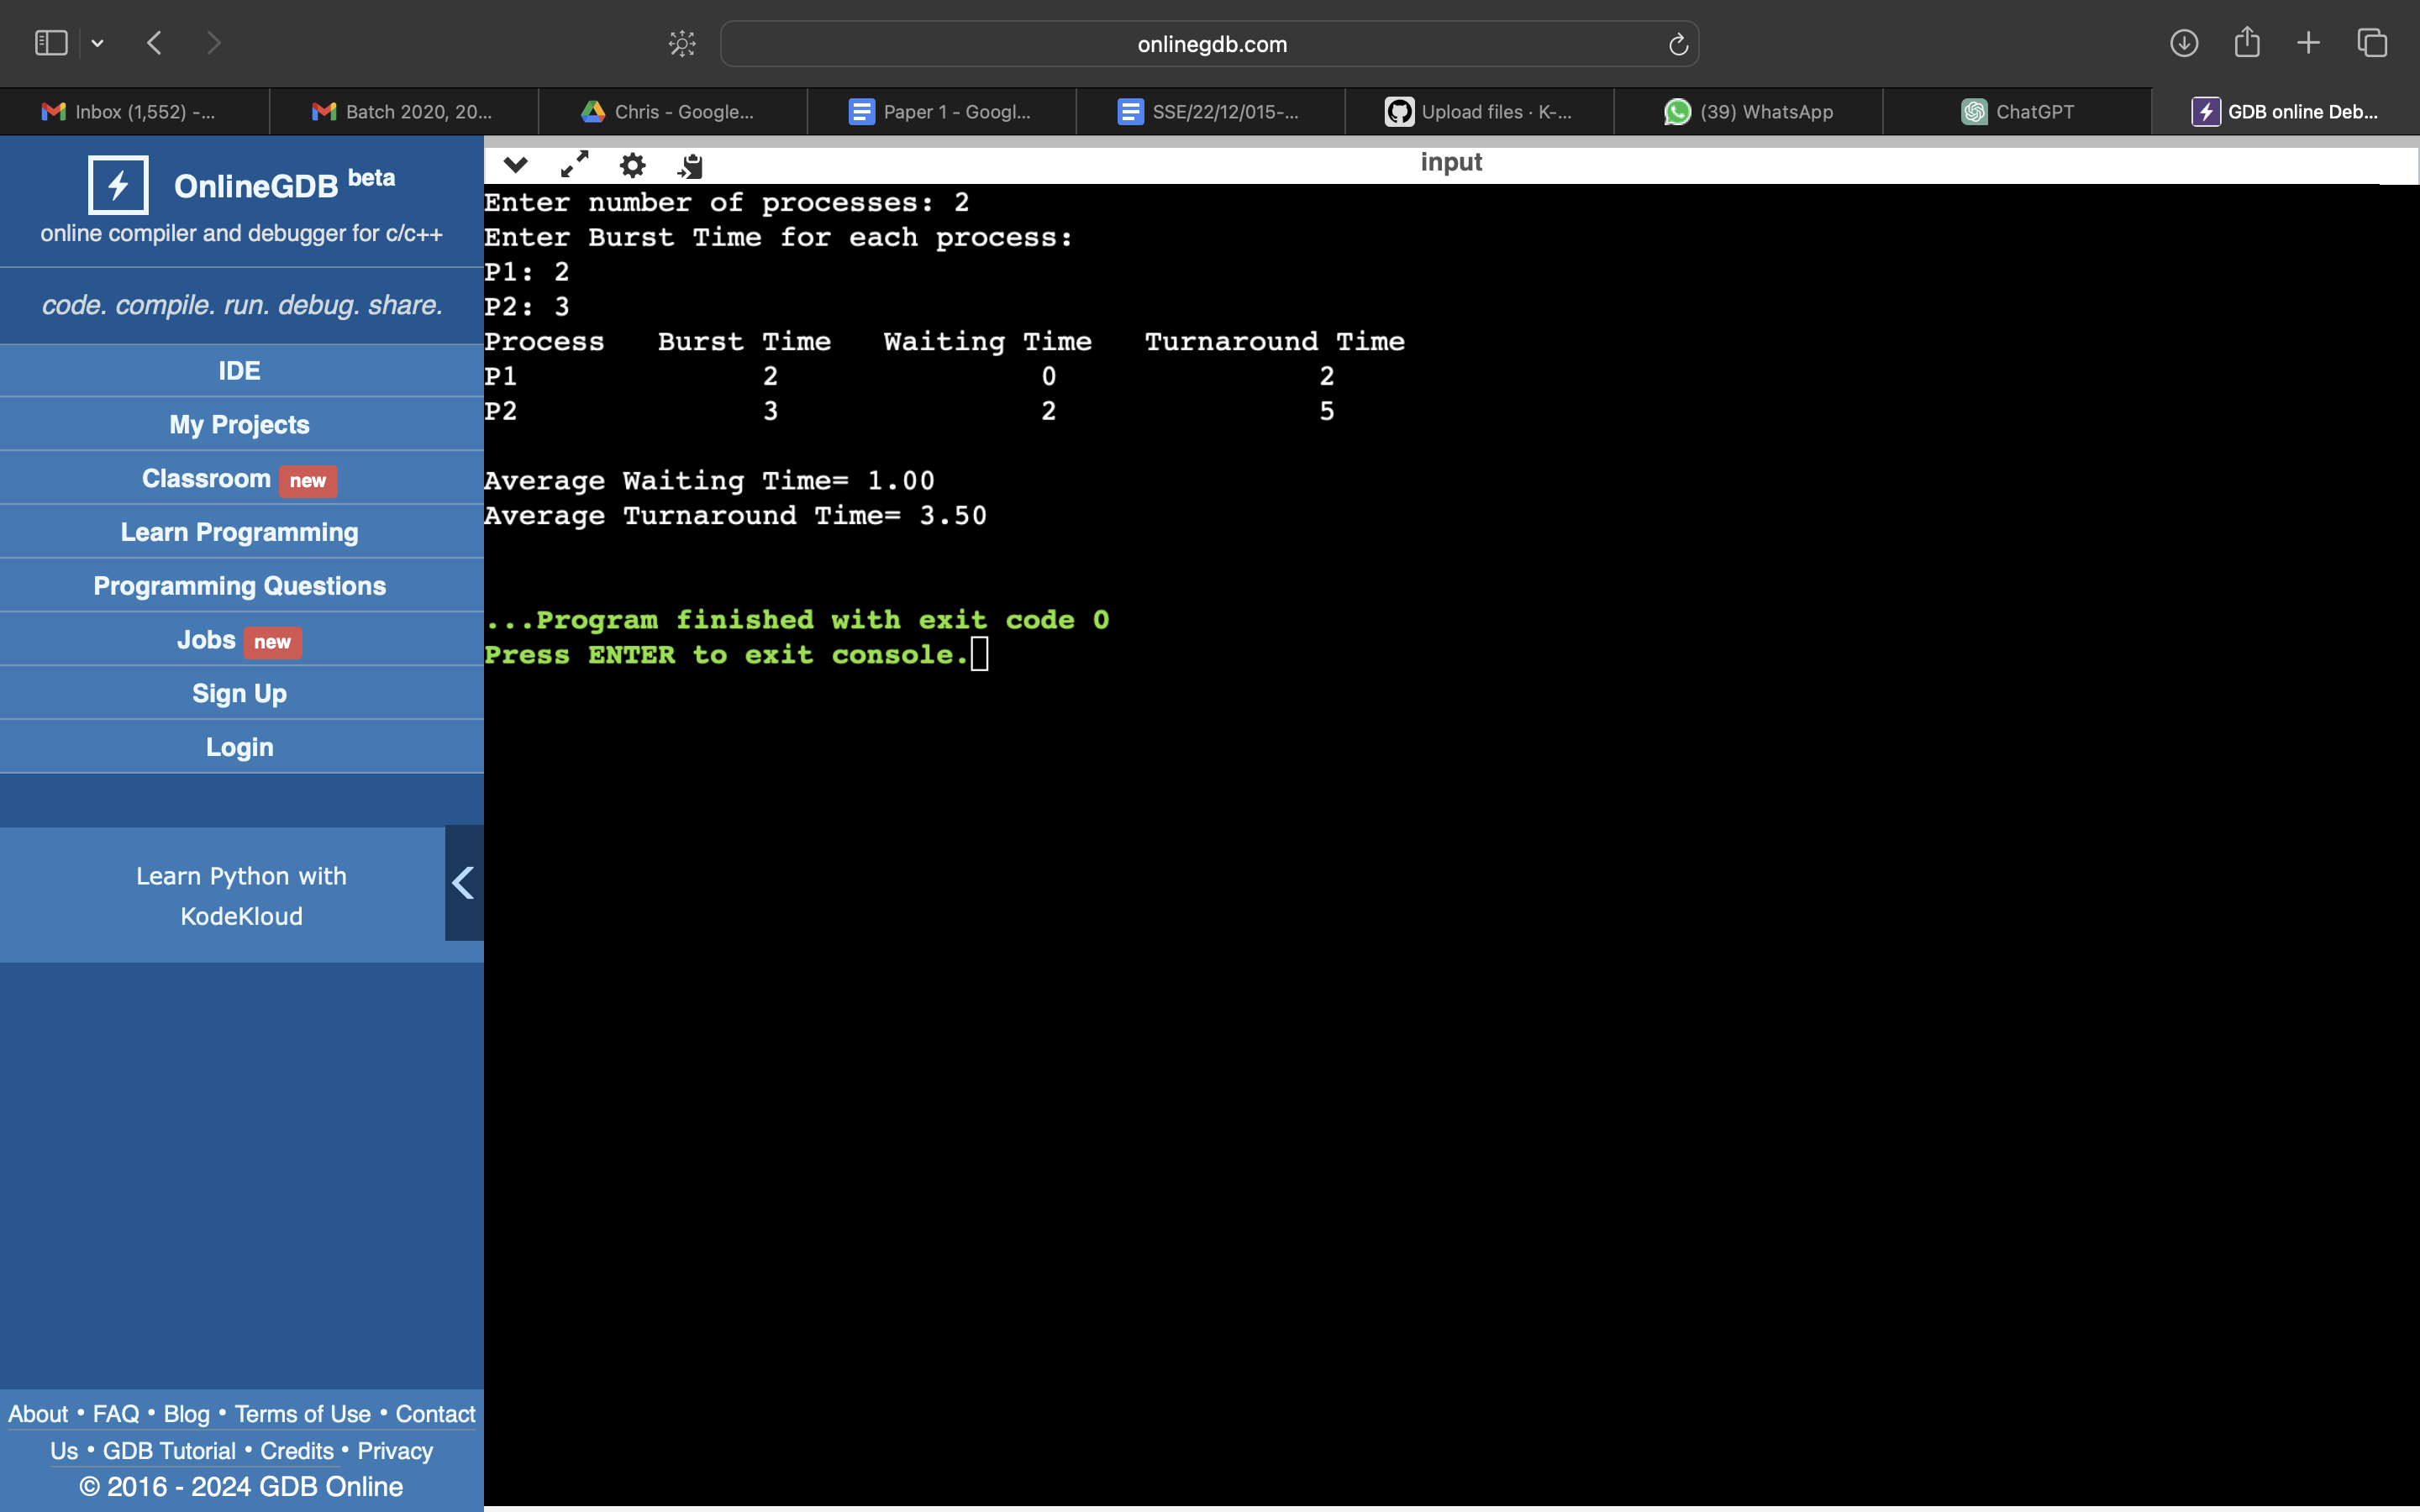 onlinegdb.com
Inbox (1,552) -...
Batch 2020, 20...
Chris - Google...
Paper 1 - Googl...
SSE/22/12/015-...
Upload files · K-...
(39) WhatsApp
ChatGPT
GDB online Deb...
OnlineGDB beta
online compiler and debugger for c/c++
code. compile. run. debug. share.
IDE
My Projects
Classroom new
Learn Programming
Programming Questions
Jobs new
Sign Up
Login
Learn Python with
KodeKloud
About • FAQ • Blog • Terms of Use • Contact
Us • GDB Tutorial • Credits • Privacy
© 2016 - 2024 GDB Online
input
Enter number of processes: 2
Enter Burst Time for each process:
P1: 2
P2: 3
Process   Burst Time   Waiting Time   Turnaround Time
P1              2               0               2
P2              3               2               5
Average Waiting Time= 1.00
Average Turnaround Time= 3.50
...Program finished with exit code 0
Press ENTER to exit console.